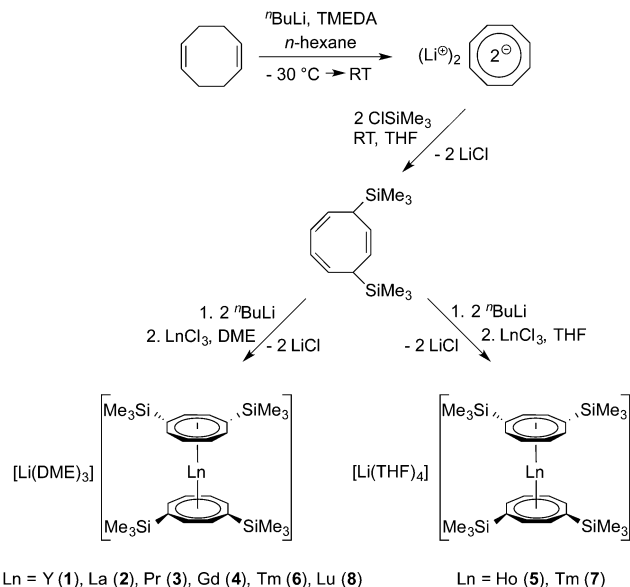 ⁿBuLi, TMEDA
n-hexane
- 30 °C → RT
(Li⊕)₂ 2⊖
2 ClSiMe₃
RT, THF
- 2 LiCl
SiMe₃
SiMe₃
1. 2 ⁿBuLi
2. LnCl₃, DME
- 2 LiCl
1. 2 ⁿBuLi
2. LnCl₃, THF
- 2 LiCl
Me₃Si SiMe₃
[Li(DME)₃] Ln
Me₃Si SiMe₃
Me₃Si SiMe₃
[Li(THF)₄] Ln
Me₃Si SiMe₃
Ln = Y (1), La (2), Pr (3), Gd (4), Tm (6), Lu (8)
Ln = Ho (5), Tm (7)